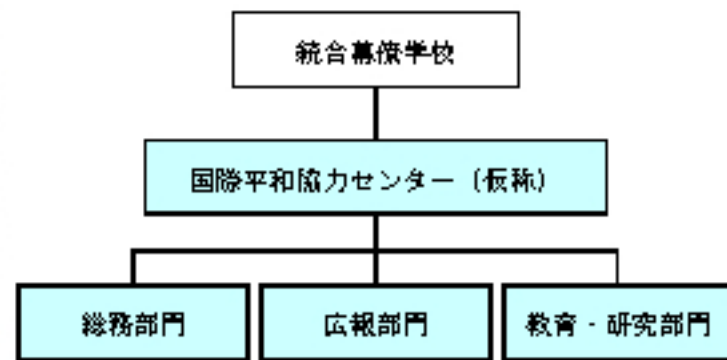 統合幕僚学校
国際平和協力センター（仮称）
総務部門
広報部門
教育・研究部門